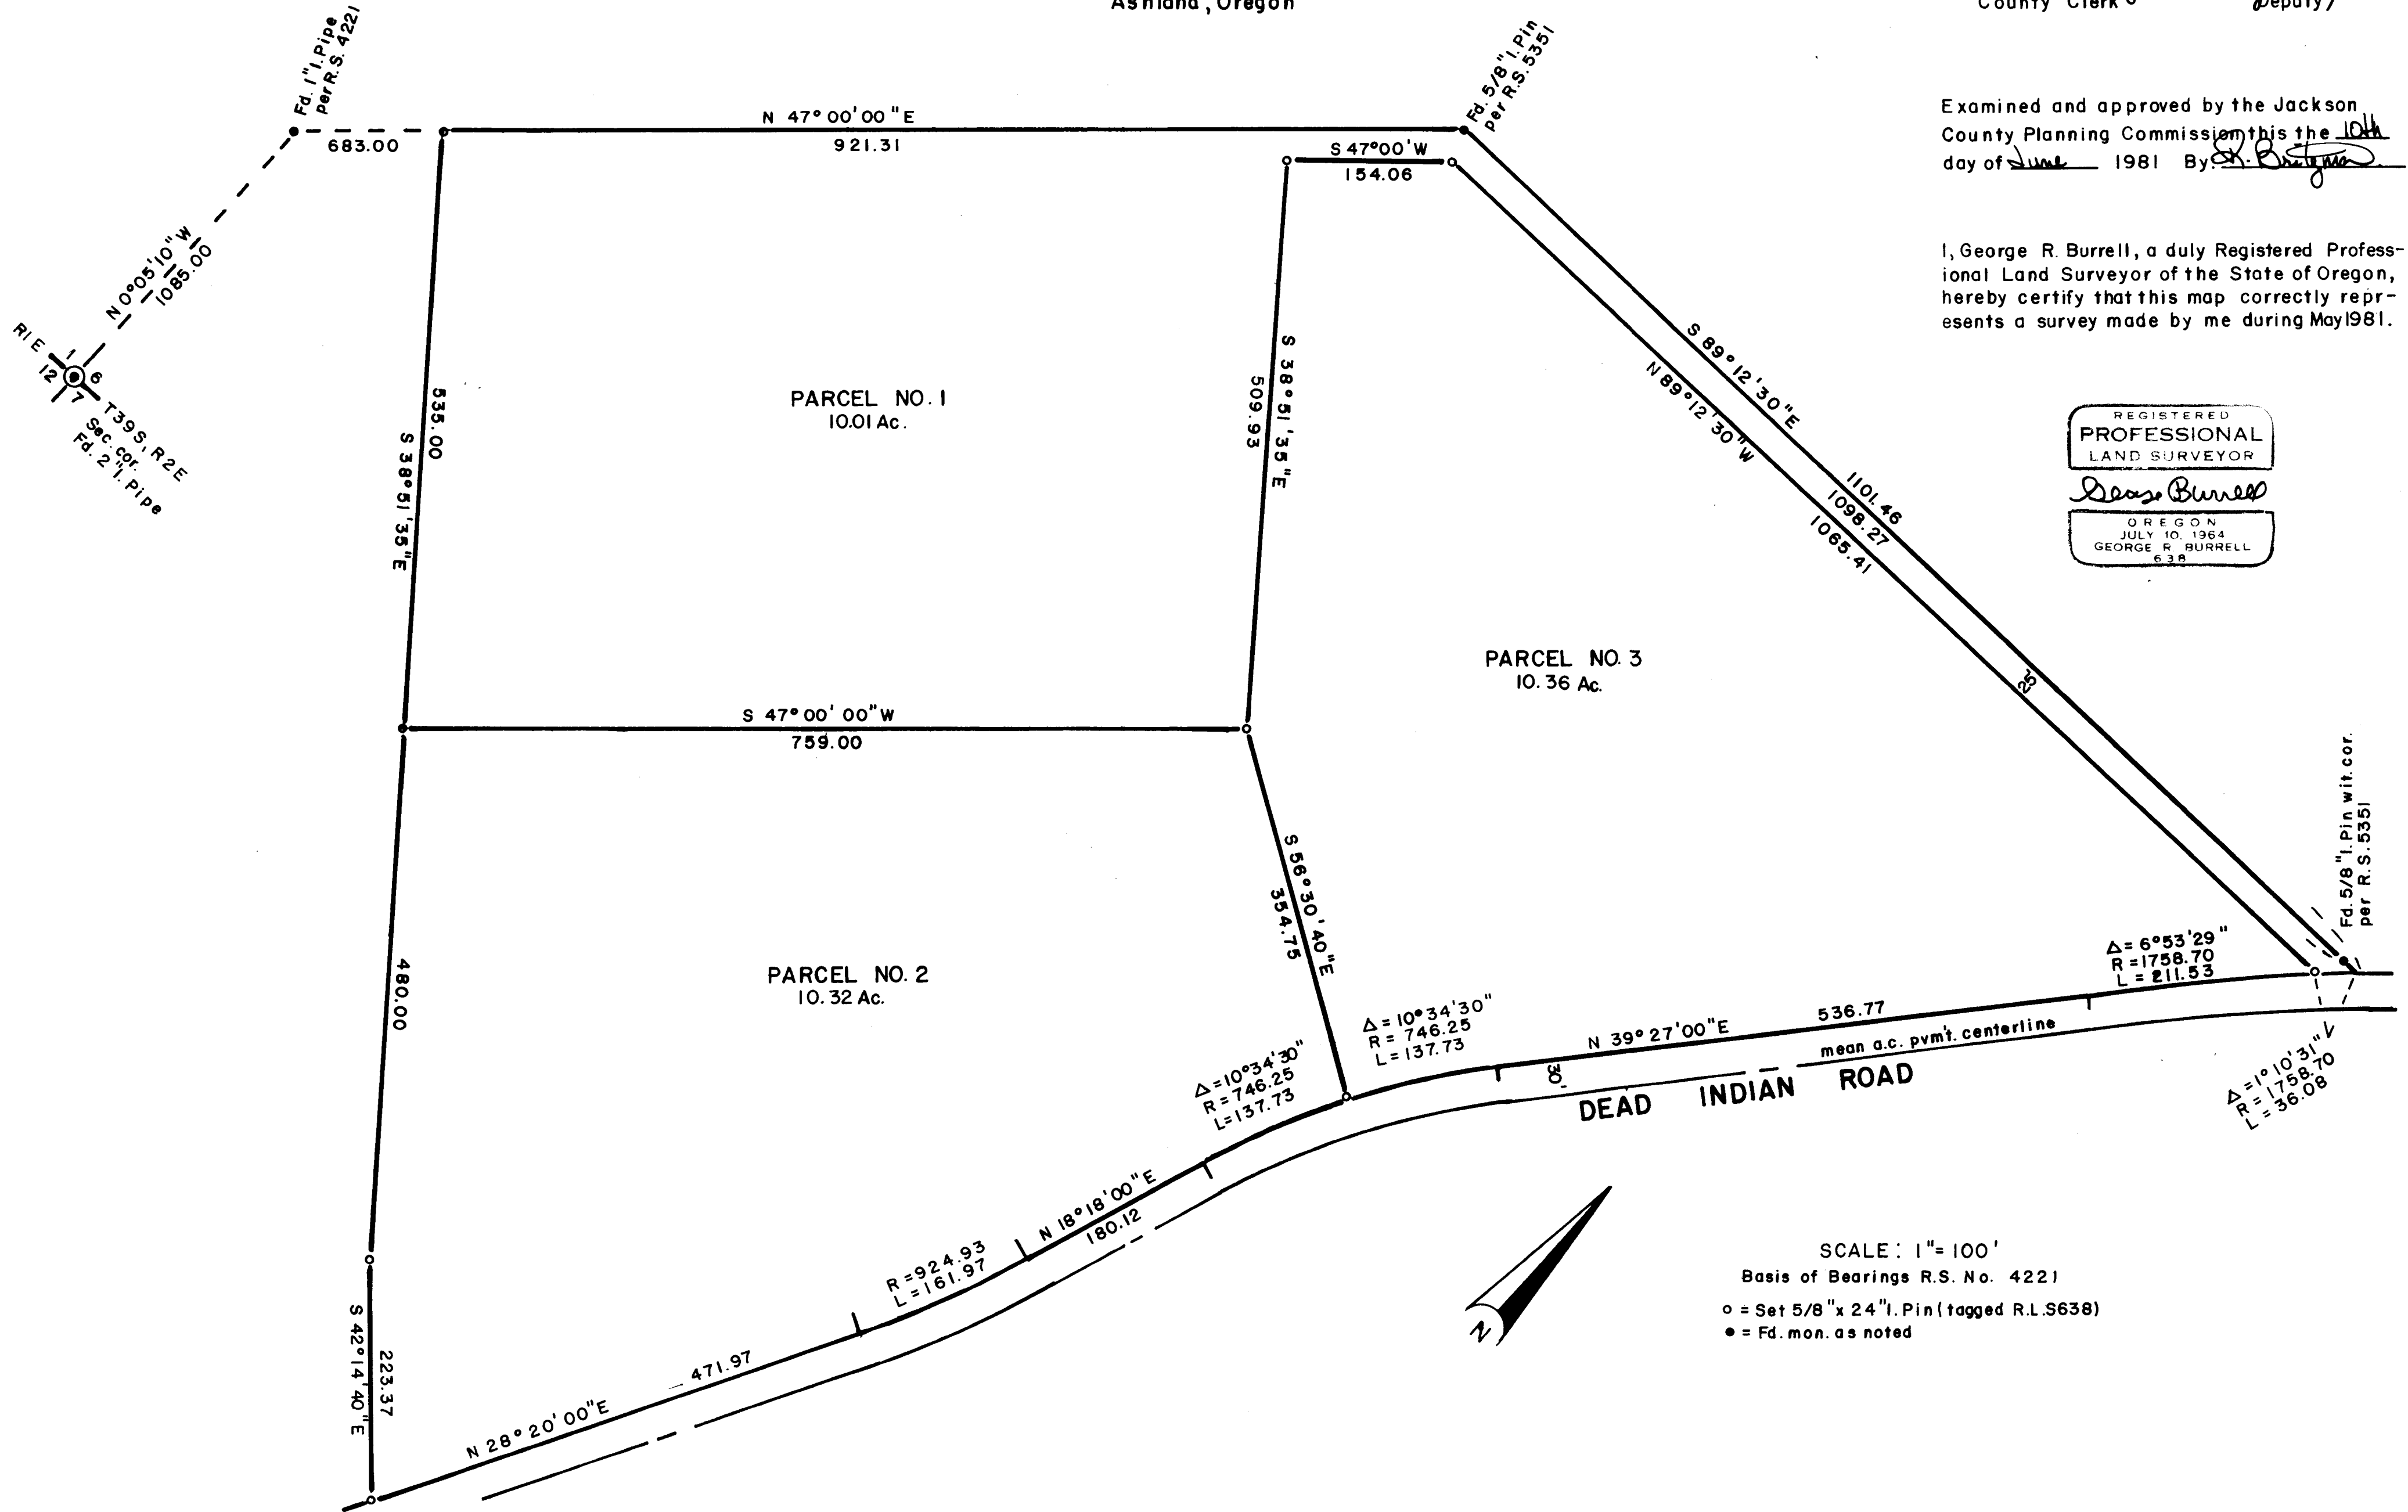 Ashland, Oregon
County Clerk Deputy
Fd. 1" I. Pipe
per R.S. 4221
Fd. 5/8" I. Pin
per R.S. 5351
N 47° 00' 00" E
683.00
921.31
S 47° 00' W
154.06
Examined and approved by the Jackson
County Planning Commission this the 10th
day of June 1981 By:
I, George R. Burrell, a duly Registered Profess-
ional Land Surveyor of the State of Oregon,
hereby certify that this map correctly repr-
esents a survey made by me during May 1981.
N 0° 05' 10" W
1085.00
R1E
1
6
12
7
T39S, R2E
Sec. cor.
Fd. 2" I. Pipe
535.00
S 38° 51' 35" E
PARCEL NO. 1
10.01 Ac.
S 38° 51' 35" E
509.93
S 89° 12' 30" E
N 89° 12' 30" W
1101.46
1098.27
1065.41
25'
REGISTERED
PROFESSIONAL
LAND SURVEYOR
George Burrell
OREGON
JULY 10, 1964
GEORGE R. BURRELL
638
PARCEL NO. 3
10.36 Ac.
S 47° 00' 00" W
759.00
Fd. 5/8" I. Pin wit. cor.
per R.S. 5351
S 56° 30' 40" E
354.75
480.00
PARCEL NO. 2
10.32 Ac.
Δ = 6° 53' 29"
R = 1758.70
L = 211.53
Δ = 10° 34' 30"
R = 746.25
L = 137.73
Δ = 10° 34' 30"
R = 746.25
L = 137.73
N 39° 27' 00" E
536.77
mean a.c. pvm't. centerline
30'
DEAD INDIAN ROAD
Δ = 1° 10' 31"
R = 1758.70
L = 36.08
N 18° 18' 00" E
180.12
R = 924.93
L = 161.97
S 42° 14' 40" E
223.37
471.97
N 28° 20' 00" E
N
SCALE: 1" = 100'
Basis of Bearings R.S. No. 4221
○ = Set 5/8" x 24" I. Pin (tagged R.L.S638)
● = Fd. mon. as noted